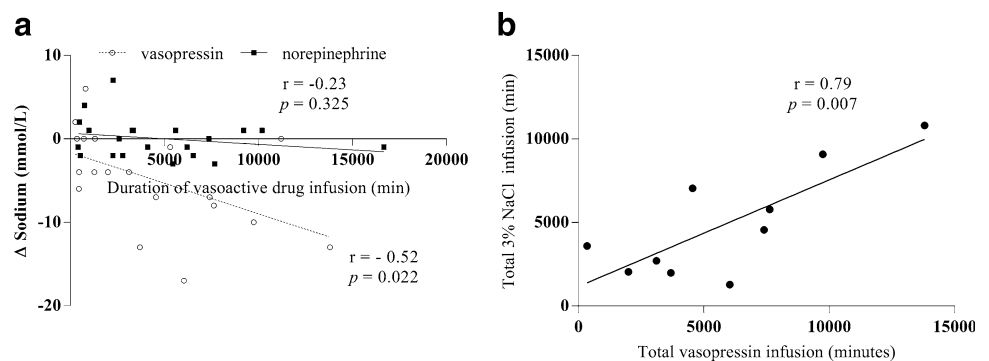 a
vasopressin norepinephrine
r = -0.23
p = 0.325
10
0
-10
-20
5000 10000 15000 20000
Duration of vasoactive drug infusion (min)
Δ Sodium (mmol/L)
r = - 0.52
p = 0.022
b
r = 0.79
p = 0.007
15000
10000
5000
0
Total 3% NaCl infusion (min)
0 5000 10000 15000
Total vasopressin infusion (minutes)